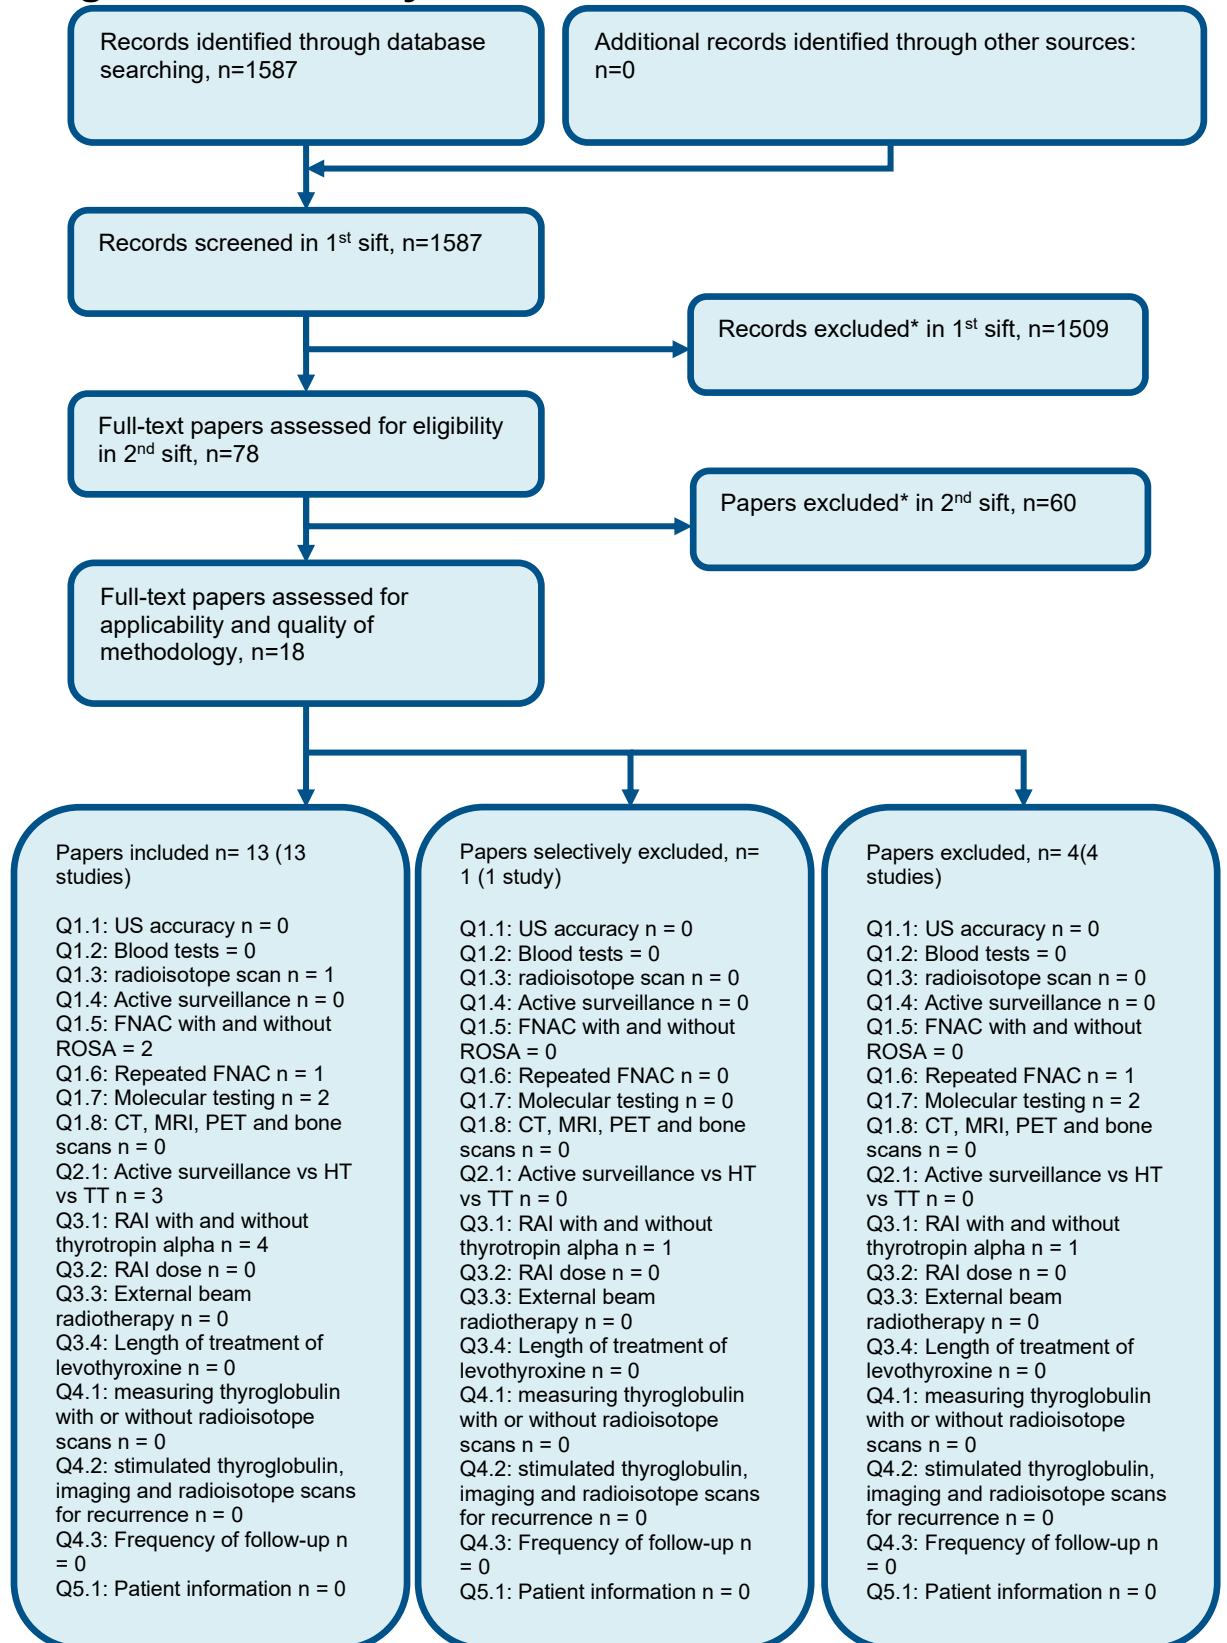 Records identified through database
searching, n=1587
Additional records identified through other sources:
n=0
Records screened in 1st sift, n=1587
Records excluded* in 1st sift, n=1509
Full-text papers assessed for eligibility
in 2nd sift, n=78
Papers excluded* in 2nd sift, n=60
Full-text papers assessed for
applicability and quality of
methodology, n=18
Papers included n= 13 (13
studies)
Q1.1: US accuracy n = 0
Q1.2: Blood tests = 0
Q1.3: radioisotope scan n = 1
Q1.4: Active surveillance n = 0
Q1.5: FNAC with and without
ROSA = 2
Q1.6: Repeated FNAC n = 1
Q1.7: Molecular testing n = 2
Q1.8: CT, MRI, PET and bone
scans n = 0
Q2.1: Active surveillance vs HT
vs TT n = 3
Q3.1: RAI with and without
thyrotropin alpha n = 4
Q3.2: RAI dose n = 0
Q3.3: External beam
radiotherapy n = 0
Q3.4: Length of treatment of
levothyroxine n = 0
Q4.1: measuring thyroglobulin
with or without radioisotope
scans n = 0
Q4.2: stimulated thyroglobulin,
imaging and radioisotope scans
for recurrence n = 0
Q4.3: Frequency of follow-up n
= 0
Q5.1: Patient information n = 0
Papers selectively excluded, n=
1 (1 study)
Q1.1: US accuracy n = 0
Q1.2: Blood tests = 0
Q1.3: radioisotope scan n = 0
Q1.4: Active surveillance n = 0
Q1.5: FNAC with and without
ROSA = 0
Q1.6: Repeated FNAC n = 0
Q1.7: Molecular testing n = 0
Q1.8: CT, MRI, PET and bone
scans n = 0
Q2.1: Active surveillance vs HT
vs TT n = 0
Q3.1: RAI with and without
thyrotropin alpha n = 1
Q3.2: RAI dose n = 0
Q3.3: External beam
radiotherapy n = 0
Q3.4: Length of treatment of
levothyroxine n = 0
Q4.1: measuring thyroglobulin
with or without radioisotope
scans n = 0
Q4.2: stimulated thyroglobulin,
imaging and radioisotope scans
for recurrence n = 0
Q4.3: Frequency of follow-up n
= 0
Q5.1: Patient information n = 0
Papers excluded, n= 4(4
studies)
Q1.1: US accuracy n = 0
Q1.2: Blood tests = 0
Q1.3: radioisotope scan n = 0
Q1.4: Active surveillance n = 0
Q1.5: FNAC with and without
ROSA = 0
Q1.6: Repeated FNAC n = 1
Q1.7: Molecular testing n = 2
Q1.8: CT, MRI, PET and bone
scans n = 0
Q2.1: Active surveillance vs HT
vs TT n = 0
Q3.1: RAI with and without
thyrotropin alpha n = 1
Q3.2: RAI dose n = 0
Q3.3: External beam
radiotherapy n = 0
Q3.4: Length of treatment of
levothyroxine n = 0
Q4.1: measuring thyroglobulin
with or without radioisotope
scans n = 0
Q4.2: stimulated thyroglobulin,
imaging and radioisotope scans
for recurrence n = 0
Q4.3: Frequency of follow-up n
= 0
Q5.1: Patient information n = 0